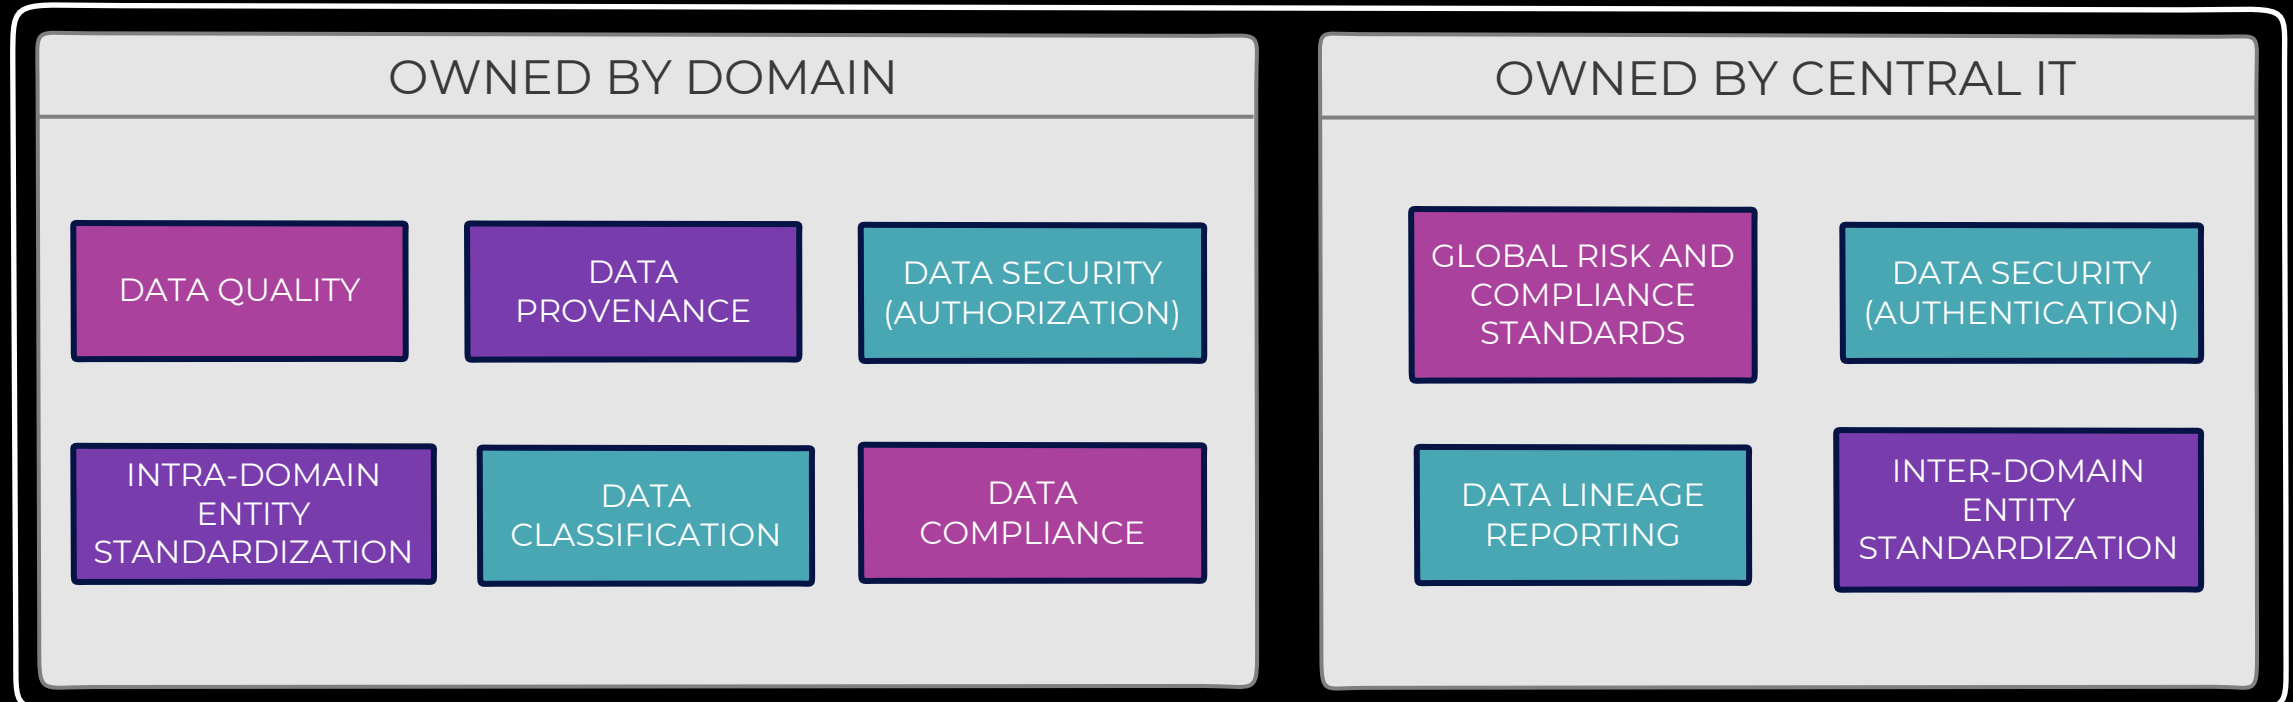 OWNED BY DOMAIN
DATA QUALITY
DATA
PROVENANCE
DATA SECURITY
(AUTHORIZATION)
INTRA-DOMAIN
ENTITY
STANDARDIZATION
DATA
CLASSIFICATION
DATA
COMPLIANCE
OWNED BY CENTRAL IT
GLOBAL RISK AND
COMPLIANCE
STANDARDS
DATA SECURITY
(AUTHENTICATION)
DATA LINEAGE
REPORTING
INTER-DOMAIN
ENTITY
STANDARDIZATION